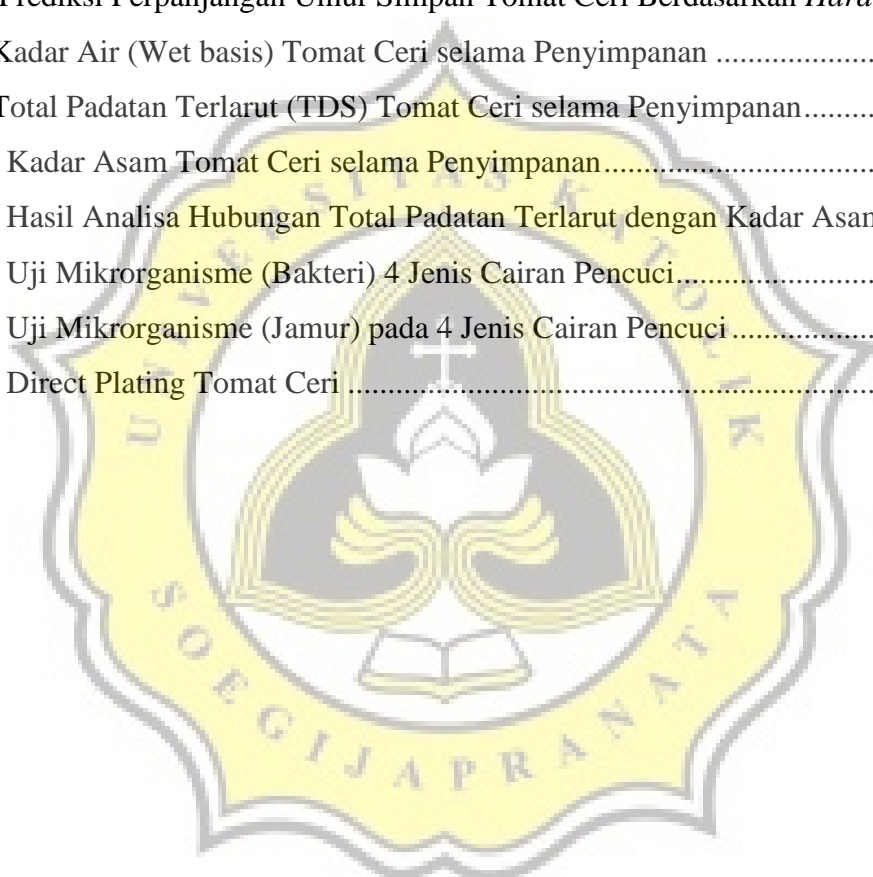 Prediksi Perpanjangan Umur Simpan Tomat Ceri Berdasarkan
Kadar Air (Wet basis) Tomat Ceri selama Penyimpanan ....................
Total Padatan Terlarut (TDS) Tomat Ceri selama Penyimpanan.........
Kadar Asam Tomat Ceri selama Penyimpanan.................................
Hasil Analisa Hubungan Total Padatan Terlarut dengan Kadar Asam
Uji Mikrorganisme (Bakteri) 4 Jenis Cairan Pencuci........................
Uji Mikrorganisme (Jamur) pada 4 Jenis Cairan Pencuci..................
Direct Plating Tomat Ceri ................................................................
UNIVERSITAS KATOLIK
SOEGIJAPRANATA